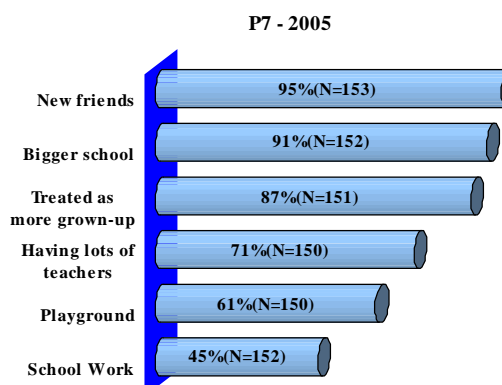 P7 - 2005
New friends
95%(N=153)
Bigger school
91%(N=152)
Treated as
more grown-up
87%(N=151)
Having lots of
teachers
71%(N=150)
Playground
61%(N=150)
School Work
45%(N=152)